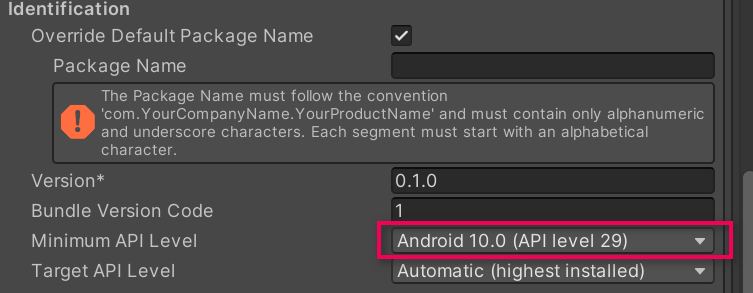 Identification
Override Default Package Name
Package Name
The Package Name must follow the convention
'com.YourCompanyName.YourProductName' and must contain only alphanumeric
and underscore characters. Each segment must start with an alphabetical
character.
Version* 0.1.0
Bundle Version Code 1
Minimum API Level Android 10.0 (API level 29)
Target API Level Automatic (highest installed)